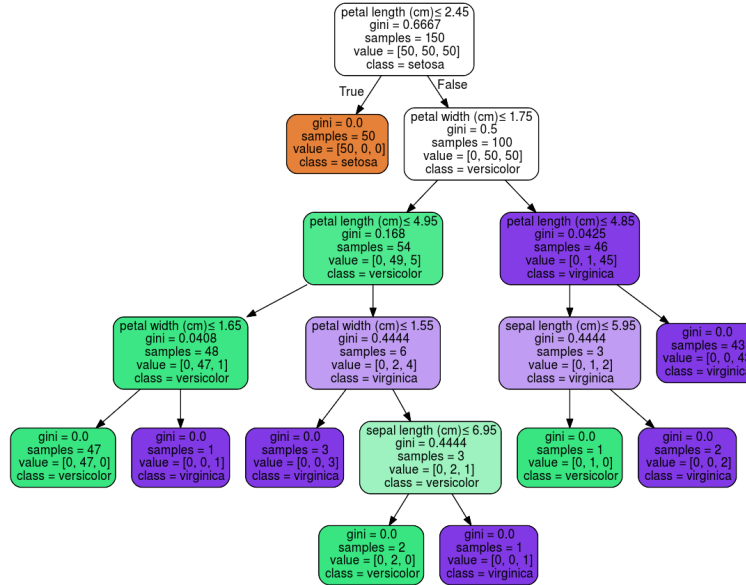 petal length (cm)≤ 2.45
gini = 0.6667
samples = 150
value = [50, 50, 50]
class = setosa
True
False
gini = 0.0
samples = 50
value = [50, 0, 0]
class = setosa
petal width (cm)≤ 1.75
gini = 0.5
samples = 100
value = [0, 50, 50]
class = versicolor
petal length (cm)≤ 4.95
gini = 0.168
samples = 54
value = [0, 49, 5]
class = versicolor
petal length (cm)≤ 4.85
gini = 0.0425
samples = 46
value = [0, 1, 45]
class = virginica
petal width (cm)≤ 1.65
gini = 0.0408
samples = 48
value = [0, 47, 1]
class = versicolor
petal width (cm)≤ 1.55
gini = 0.4444
samples = 6
value = [0, 2, 4]
class = virginica
sepal length (cm)≤ 5.95
gini = 0.4444
samples = 3
value = [0, 1, 2]
class = virginica
gini = 0.0
samples = 43
value = [0, 0,
class =
gini = 0.0
samples = 47
value = [0, 47, 0]
class = versicolor
gini = 0.0
samples = 1
value = [0, 0, 1]
class = virginica
gini = 0.0
samples = 3
value = [0, 0, 3]
class = virginica
sepal length (cm)≤ 6.95
gini = 0.4444
samples = 3
value = [0, 2, 1]
class = versicolor
gini = 0.0
samples = 1
value = [0, 1, 0]
class = versicolor
gini = 0.0
samples = 2
value = [0, 0, 2]
class = virginica
gini = 0.0
samples = 2
value = [0, 2, 0]
class = versicolor
gini = 0.0
samples = 1
value = [0, 0, 1]
class = virginica